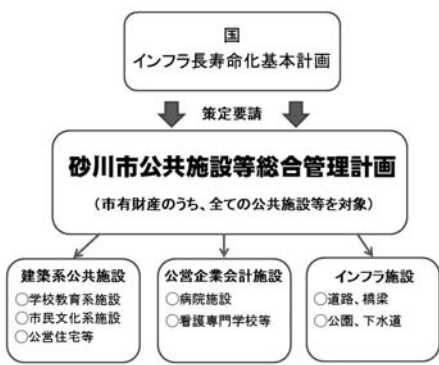 国
インフラ長寿命化基本計画
策定要請
砂川市公共施設等総合管理計画
（市有財産のうち、全ての公共施設等を対象）
建築系公共施設
○学校教育系施設
○市民文化系施設
○公営住宅等
公営企業会計施設
○病院施設
○看護専門学校等
インフラ施設
○道路、橋梁
○公園、下水道